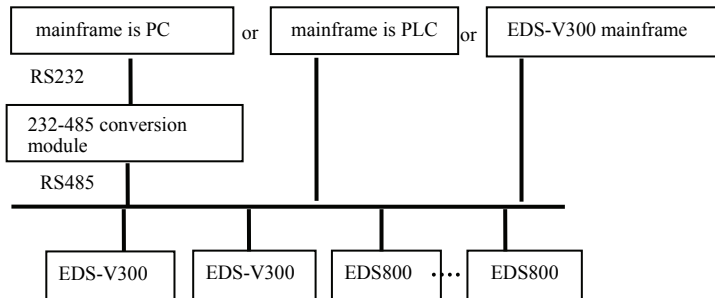 mainframe is PC
or
mainframe is PLC
or
EDS-V300 mainframe
RS232
232-485 conversion
module
RS485
EDS-V300
EDS-V300
EDS800
....
EDS800